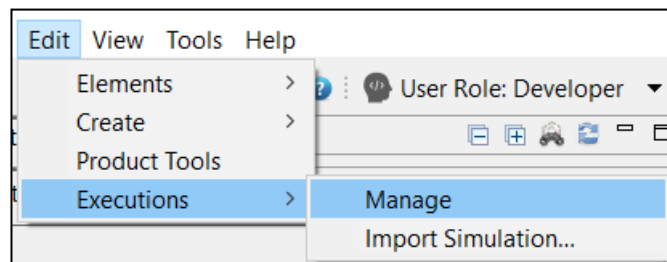 Edit View Tools Help
Elements
User Role: Developer
Create
Product Tools
Executions
Manage
Import Simulation...